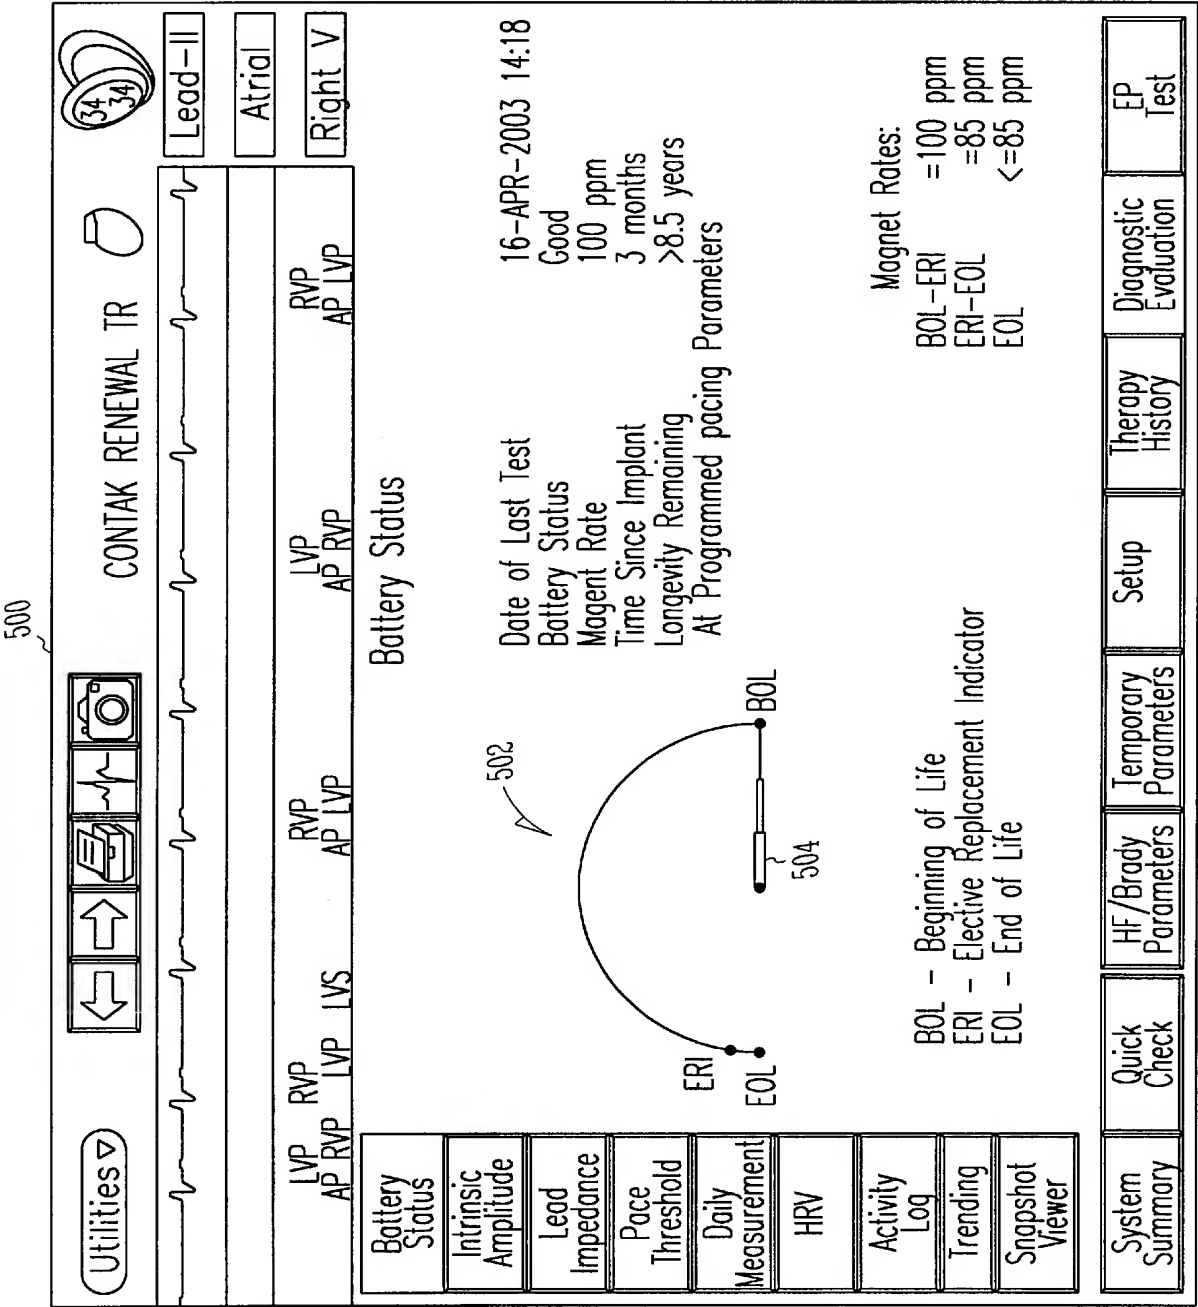 500
Utilities
CONTAK RENEWAL TR
34
34
Lead-II
Atrial
Right V
LVP RVP RVP LVP RVP
AP RVP LVP LVS AP LVP AP RVP AP LVP
Battery Status
Battery
Status
Intrinsic
Amplitude
Lead
Impedance
Pace
Threshold
Daily
Measurement
HRV
Activity
Log
Trending
Snapshot
Viewer
502
ERI
EOL
BOL
504
Date of Last Test 16-APR-2003 14:18
Battery Status Good
Magent Rate 100 ppm
Time Since Implant 3 months
Longevity Remaining >8.5 years
At Programmed pacing Parameters
BOL - Beginning of Life
ERI - Elective Replacement Indicator
EOL - End of Life
Magnet Rates:
BOL-ERI =100 ppm
ERI-EOL =85 ppm
EOL <=85 ppm
System
Summary
Quick
Check
HF/Brady
Parameters
Temporary
Parameters
Setup
Therapy
History
Diagnostic
Evaluation
EP
Test